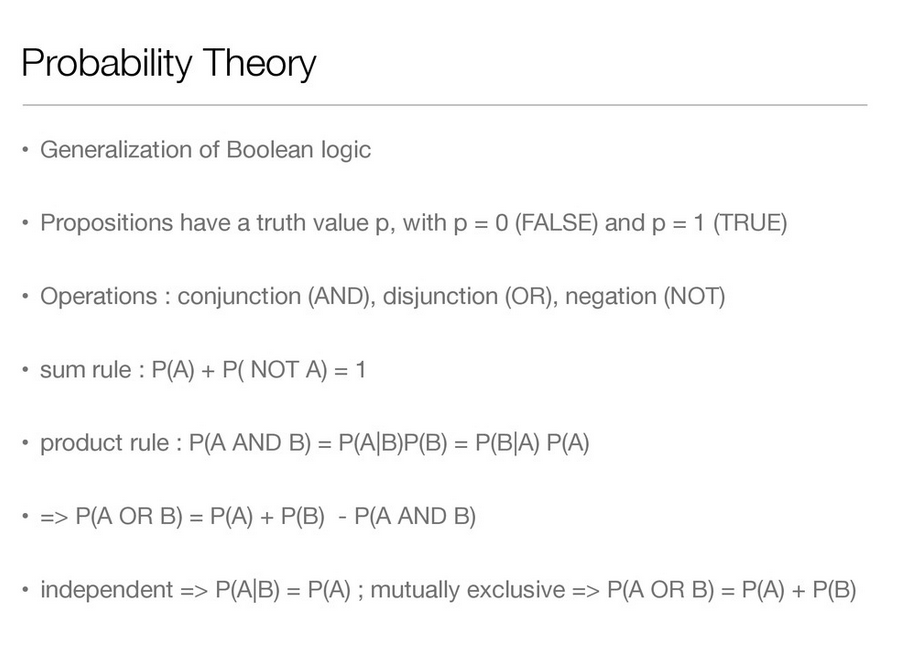 Probability Theory
• Generalization of Boolean logic
• Propositions have a truth value p, with p = 0 (FALSE) and p = 1 (TRUE)
• Operations : conjunction (AND), disjunction (OR), negation (NOT)
• sum rule : P(A) + P( NOT A) = 1
• product rule : P(A AND B) = P(A|B)P(B) = P(B|A) P(A)
• => P(A OR B) = P(A) + P(B)  - P(A AND B)
• independent => P(A|B) = P(A) ; mutually exclusive => P(A OR B) = P(A) + P(B)